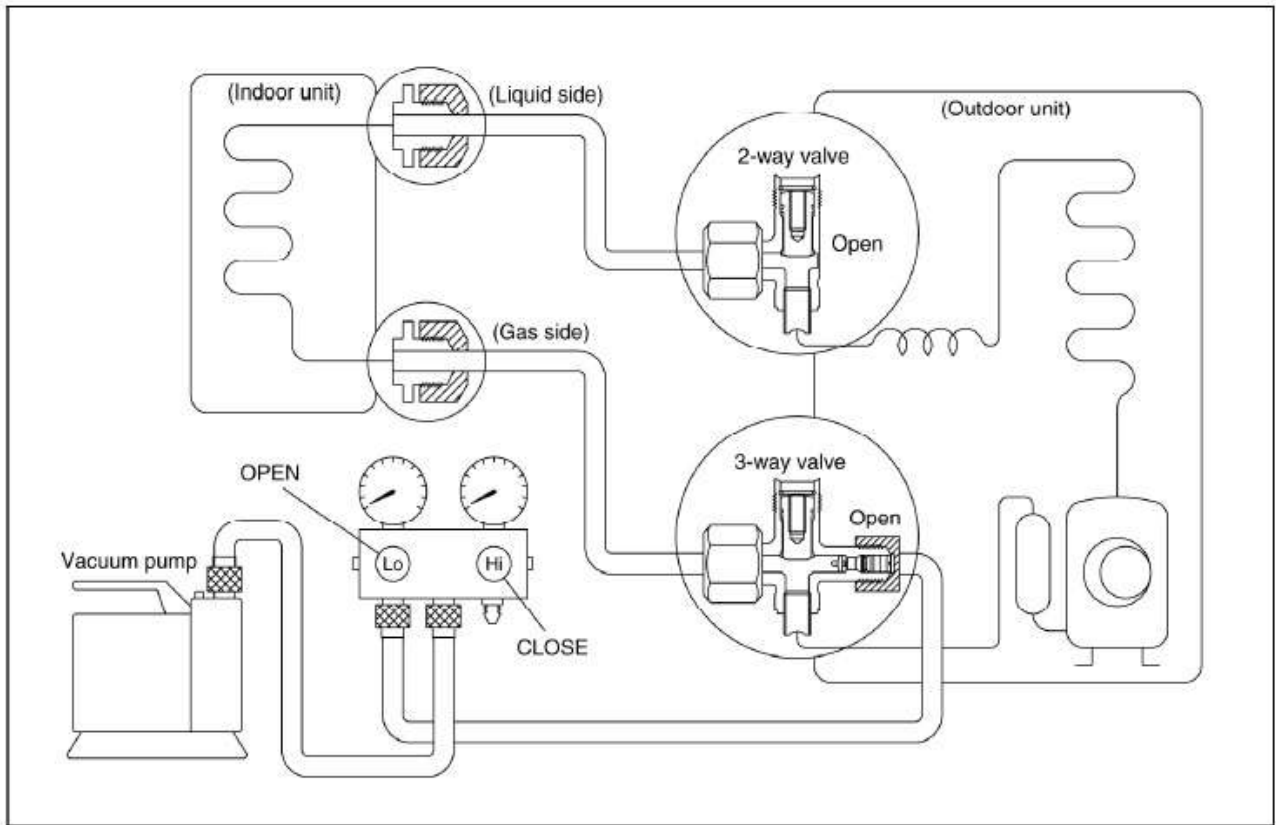 (Indoor unit)
(Liquid side)
(Outdoor unit)
2-way valve
Open
(Gas side)
3-way valve
Open
OPEN
Vacuum pump
Lo
Hi
CLOSE